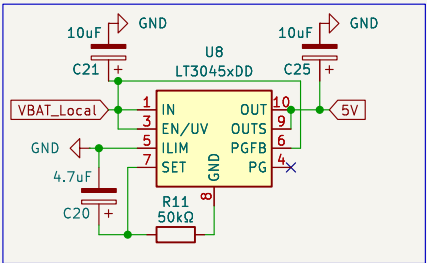 10uF GND
C21
U8
LT3045xDD
10uF GND
C25
VBAT_Local
1 IN
3 EN/UV
5 ILIM
7 SET
OUT 10
OUTS 9
PGFB 6
PG 4
GND
8
5V
GND
4.7uF
C20
R11
50kΩ